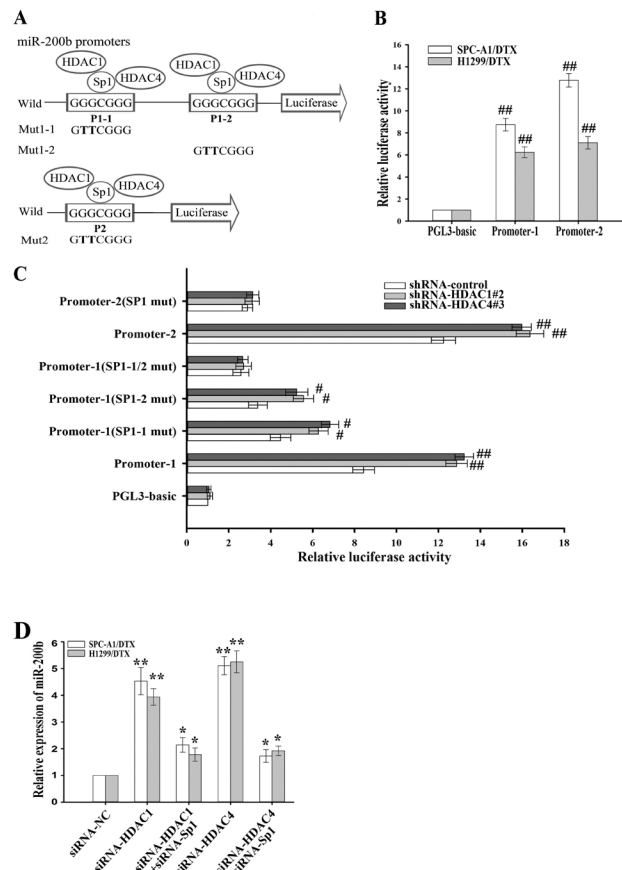 A
miR-200b promoters
HDAC1
HDAC4
Sp1
HDAC1
HDAC4
Sp1
Wild
GGGCGGG
GGGCGGG
Luciferase
P1-1
P1-2
Mut1-1
GTTCGGG
Mut1-2
GTTCGGG
HDAC1
HDAC4
Sp1
Wild
GGGCGGG
Luciferase
P2
Mut2
GTTCGGG
B
Relative luciferase activity
16
14
12
10
8
6
4
2
0
SPC-A1/DTX
H1299/DTX
##
##
##
##
PGL3-basic
Promoter-1
Promoter-2
C
shRNA-control
shRNA-HDAC1#2
shRNA-HDAC4#3
Promoter-2(SP1 mut)
Promoter-2
##
##
Promoter-1(SP1-1/2 mut)
Promoter-1(SP1-2 mut)
#
#
Promoter-1(SP1-1 mut)
#
#
Promoter-1
##
##
PGL3-basic
0 2 4 6 8 10 12 14 16 18
Relative luciferase activity
D
Relative expression of miR-200b
6
5
4
3
2
1
0
SPC-A1/DTX
H1299/DTX
**
**
*
*
**
**
*
*
siRNA-NC
siRNA-HDAC1
siRNA-HDAC1
+siRNA-Sp1
siRNA-HDAC4
siRNA-HDAC4
siRNA-Sp1